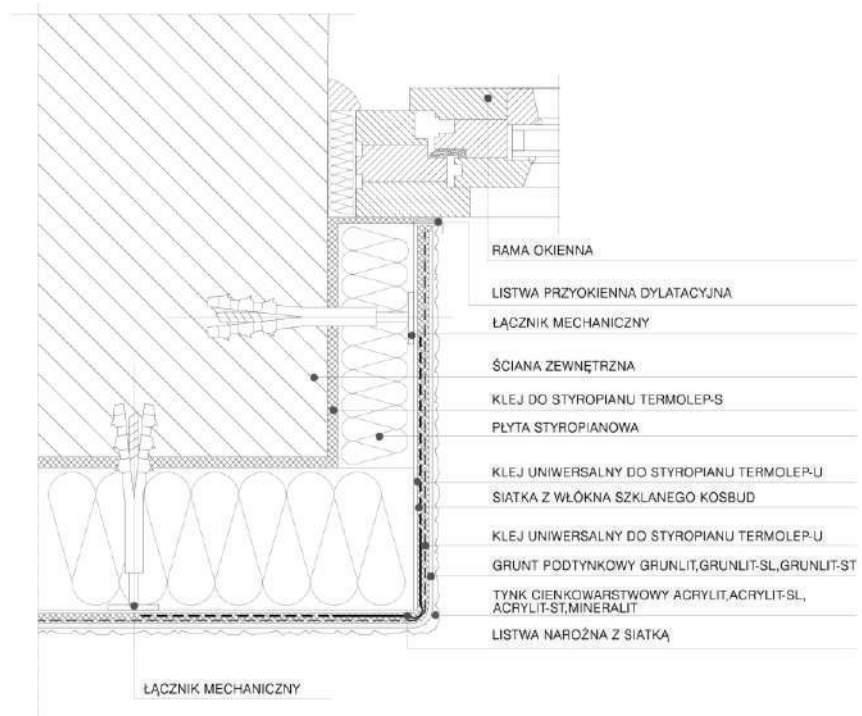 RAMA OKIENNA
LISTWA PRZYOKIENNA DYLATACYJNA
ŁĄCZNIK MECHANICZNY
ŚCIANA ZEWNĘTRZNA
KLEJ DO STYROPIANU TERMOLEP-S
PŁYTA STYROPIANOWA
KLEJ UNIWERSALNY DO STYROPIANU TERMOLEP-U
SIATKA Z WŁÓKNA SZKLANEGO KOSBUD
KLEJ UNIWERSALNY DO STYROPIANU TERMOLEP-U
GRUNT PODTYNKOWY GRUNLIT,GRUNLIT-SL,GRUNLIT-ST
TYNK CIENKOWARSTWOWY ACRYLIT,ACRYLIT-SL,
ACRYLIT-ST,MINERALIT
LISTWA NAROŻNA Z SIATKĄ
ŁĄCZNIK MECHANICZNY